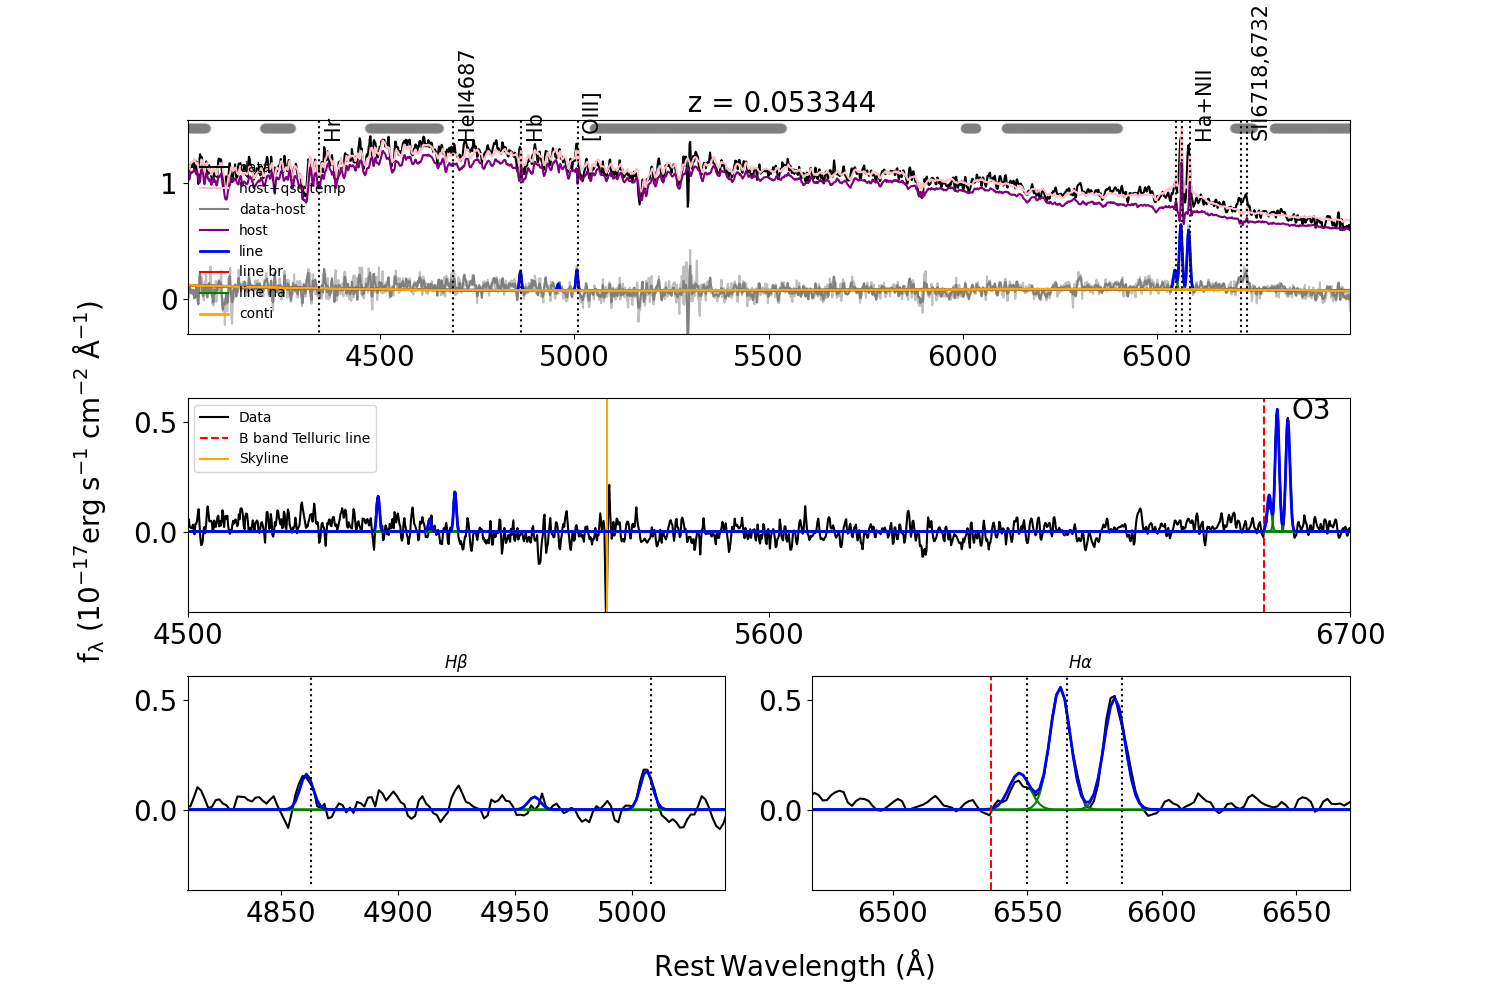 z = 0.053344
Hr
HeII4687
Hb
[OIII]
Ha+NII
SII6718,6732
host+qso temp
data-host
host
line
line br
line na
conti
1
0
4500
5000
5500
6000
6500
fλ (10⁻¹⁷erg s⁻¹ cm⁻² Å⁻¹)
Data
B band Telluric line
Skyline
O3
0.5
0.0
4500
5600
6700
Hβ
0.5
0.0
4850
4900
4950
5000
Hα
0.5
0.0
6500
6550
6600
6650
Rest Wavelength (Å)